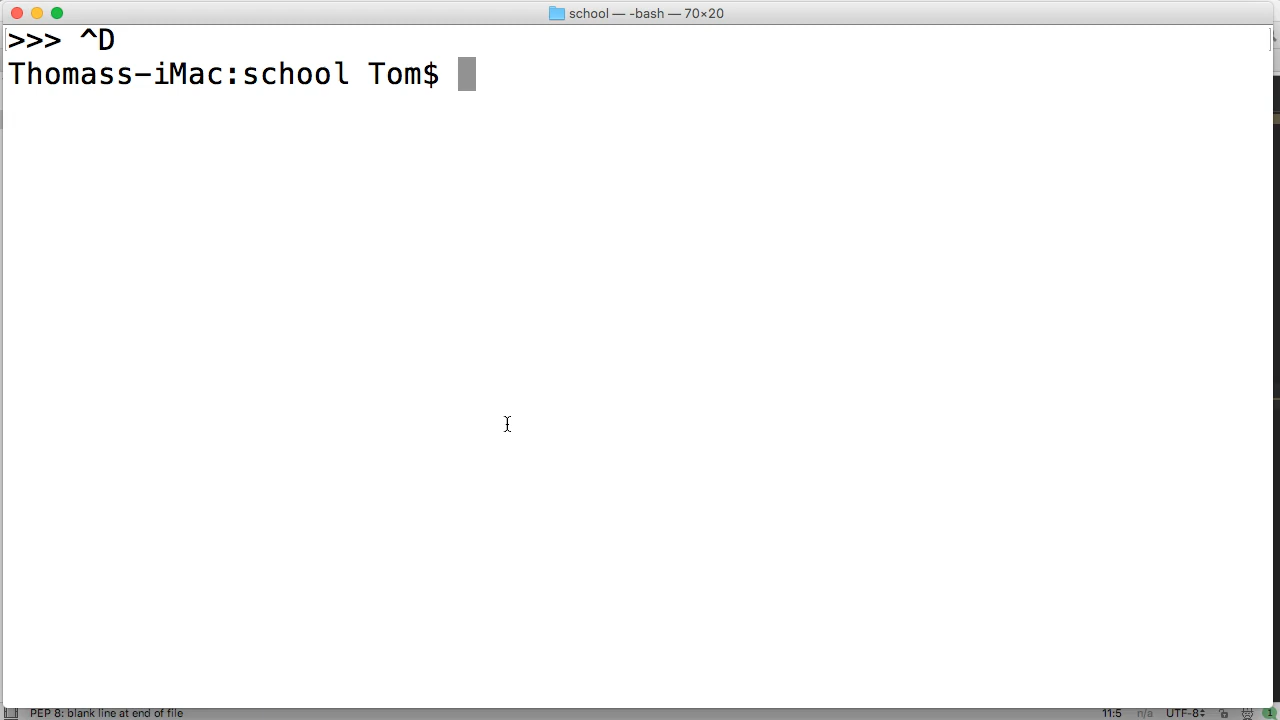 school — -bash — 70×20
>>> ^D
Thomass-iMac:school Tom$
PEP 8: blank line at end of file
11:5 n/a UTF-8 1